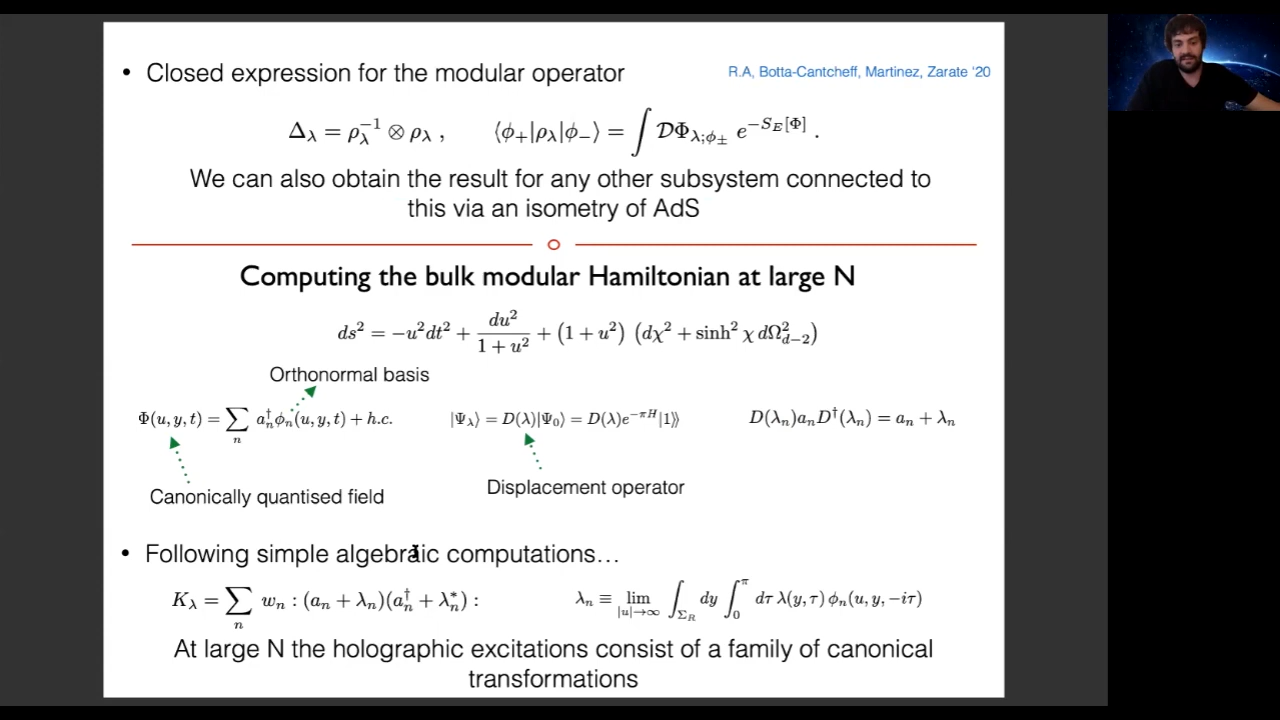 • Closed expression for the modular operator
R.A, Botta-Cantcheff, Martinez, Zarate '20
Δ_λ = ρ_λ^{-1} ⊗ ρ_λ , ⟨ϕ_+|ρ_λ|ϕ_-⟩ = ∫ 𝒟Φ_{λ;ϕ_±} e^{-S_E[Φ]} .
We can also obtain the result for any other subsystem connected to
this via an isometry of AdS
Computing the bulk modular Hamiltonian at large N
ds² = −u²dt² + du²/(1 + u²) + (1 + u²) (dχ² + sinh² χ dΩ²_{d−2})
Orthonormal basis
Φ(u, y, t) = ∑_n a_n^† ϕ_n(u, y, t) + h.c. |Ψ_λ⟩ = D(λ)|Ψ_0⟩ = D(λ)e^{−πH}|1⟩⟩ D(λ_n)a_nD^†(λ_n) = a_n + λ_n
Canonically quantised field
Displacement operator
• Following simple algebraic computations…
K_λ = ∑_n w_n : (a_n + λ_n)(a_n^† + λ_n^*) : λ_n ≡ lim_{|u|→∞} ∫_{Σ_R} dy ∫_0^π dτ λ(y, τ) ϕ_n(u, y, −iτ)
At large N the holographic excitations consist of a family of canonical
transformations